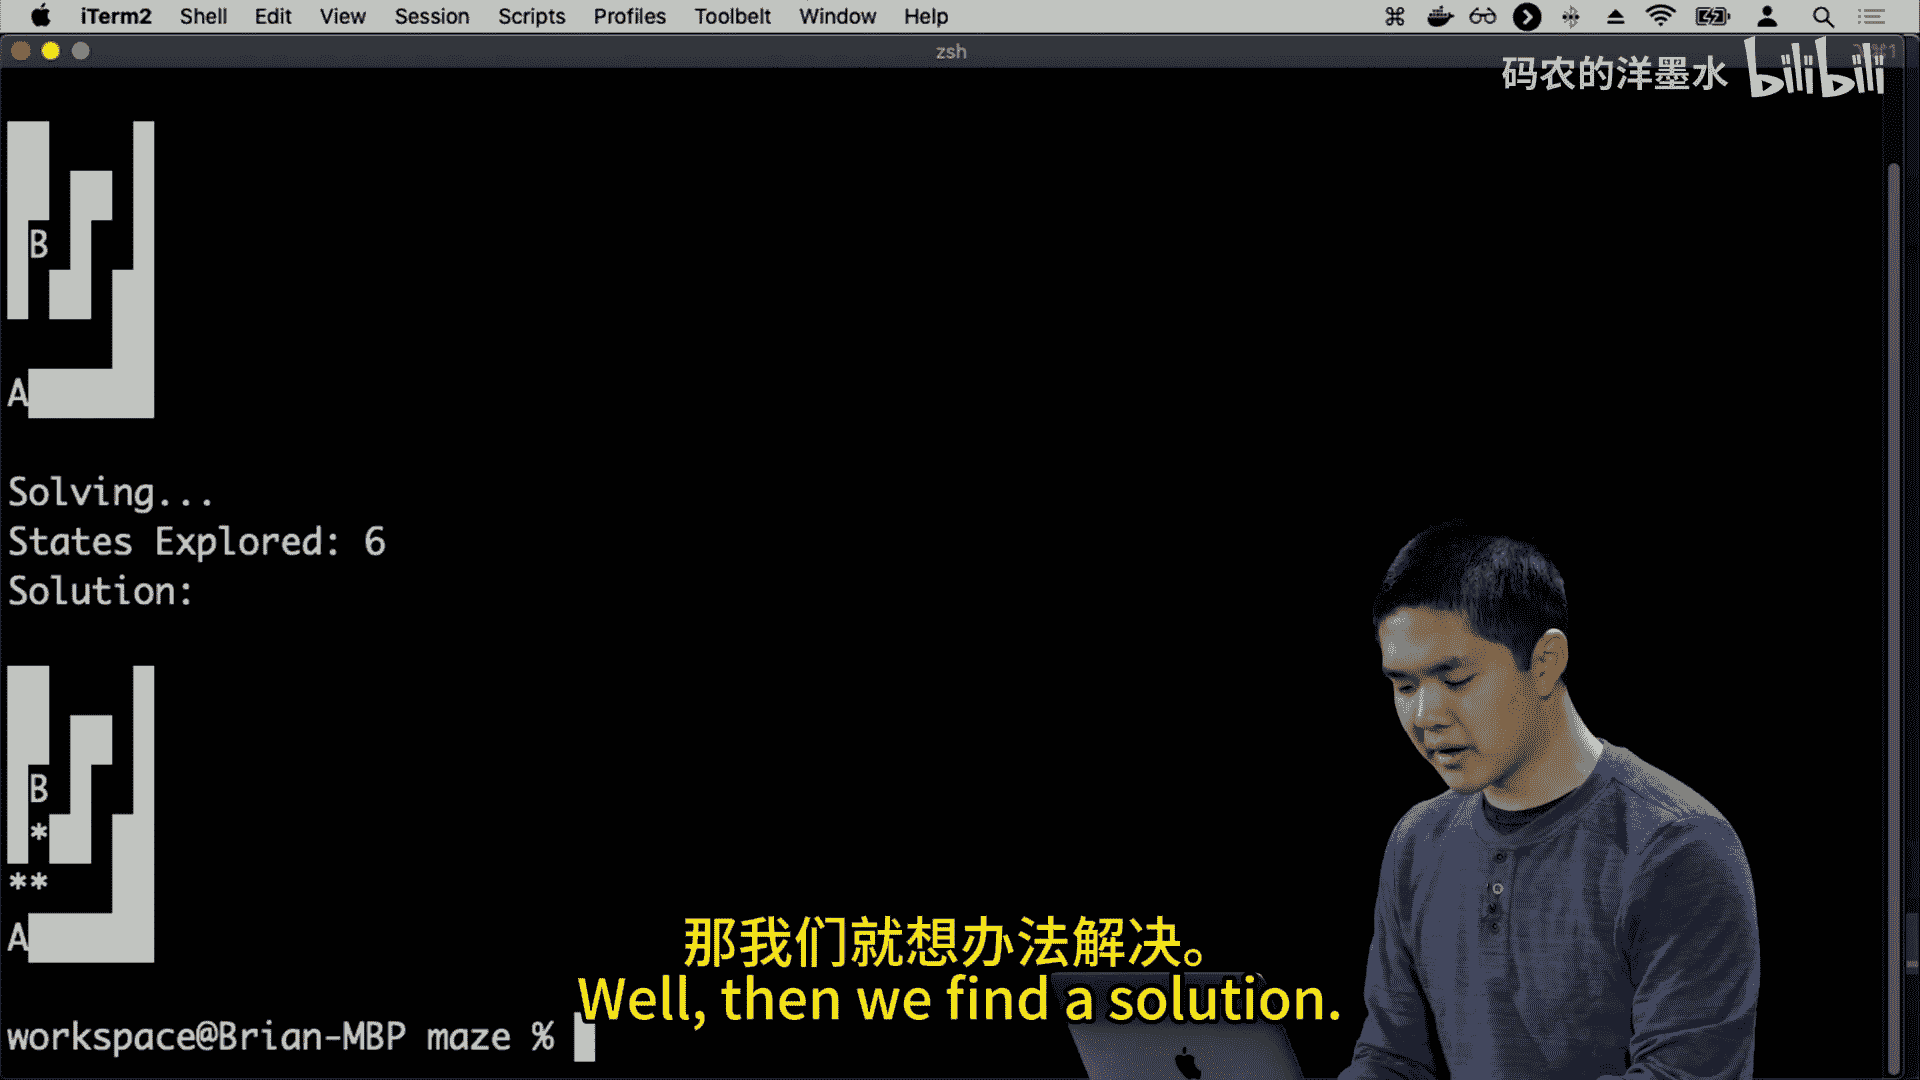 iTerm2 Shell Edit View Session Scripts Profiles Toolbelt Window Help
zsh
码农的洋墨水 bilibili
B
A
Solving...
States Explored: 6
Solution:
B
*
**
A
那我们就想办法解决。
Well, then we find a solution.
workspace@Brian-MBP maze %